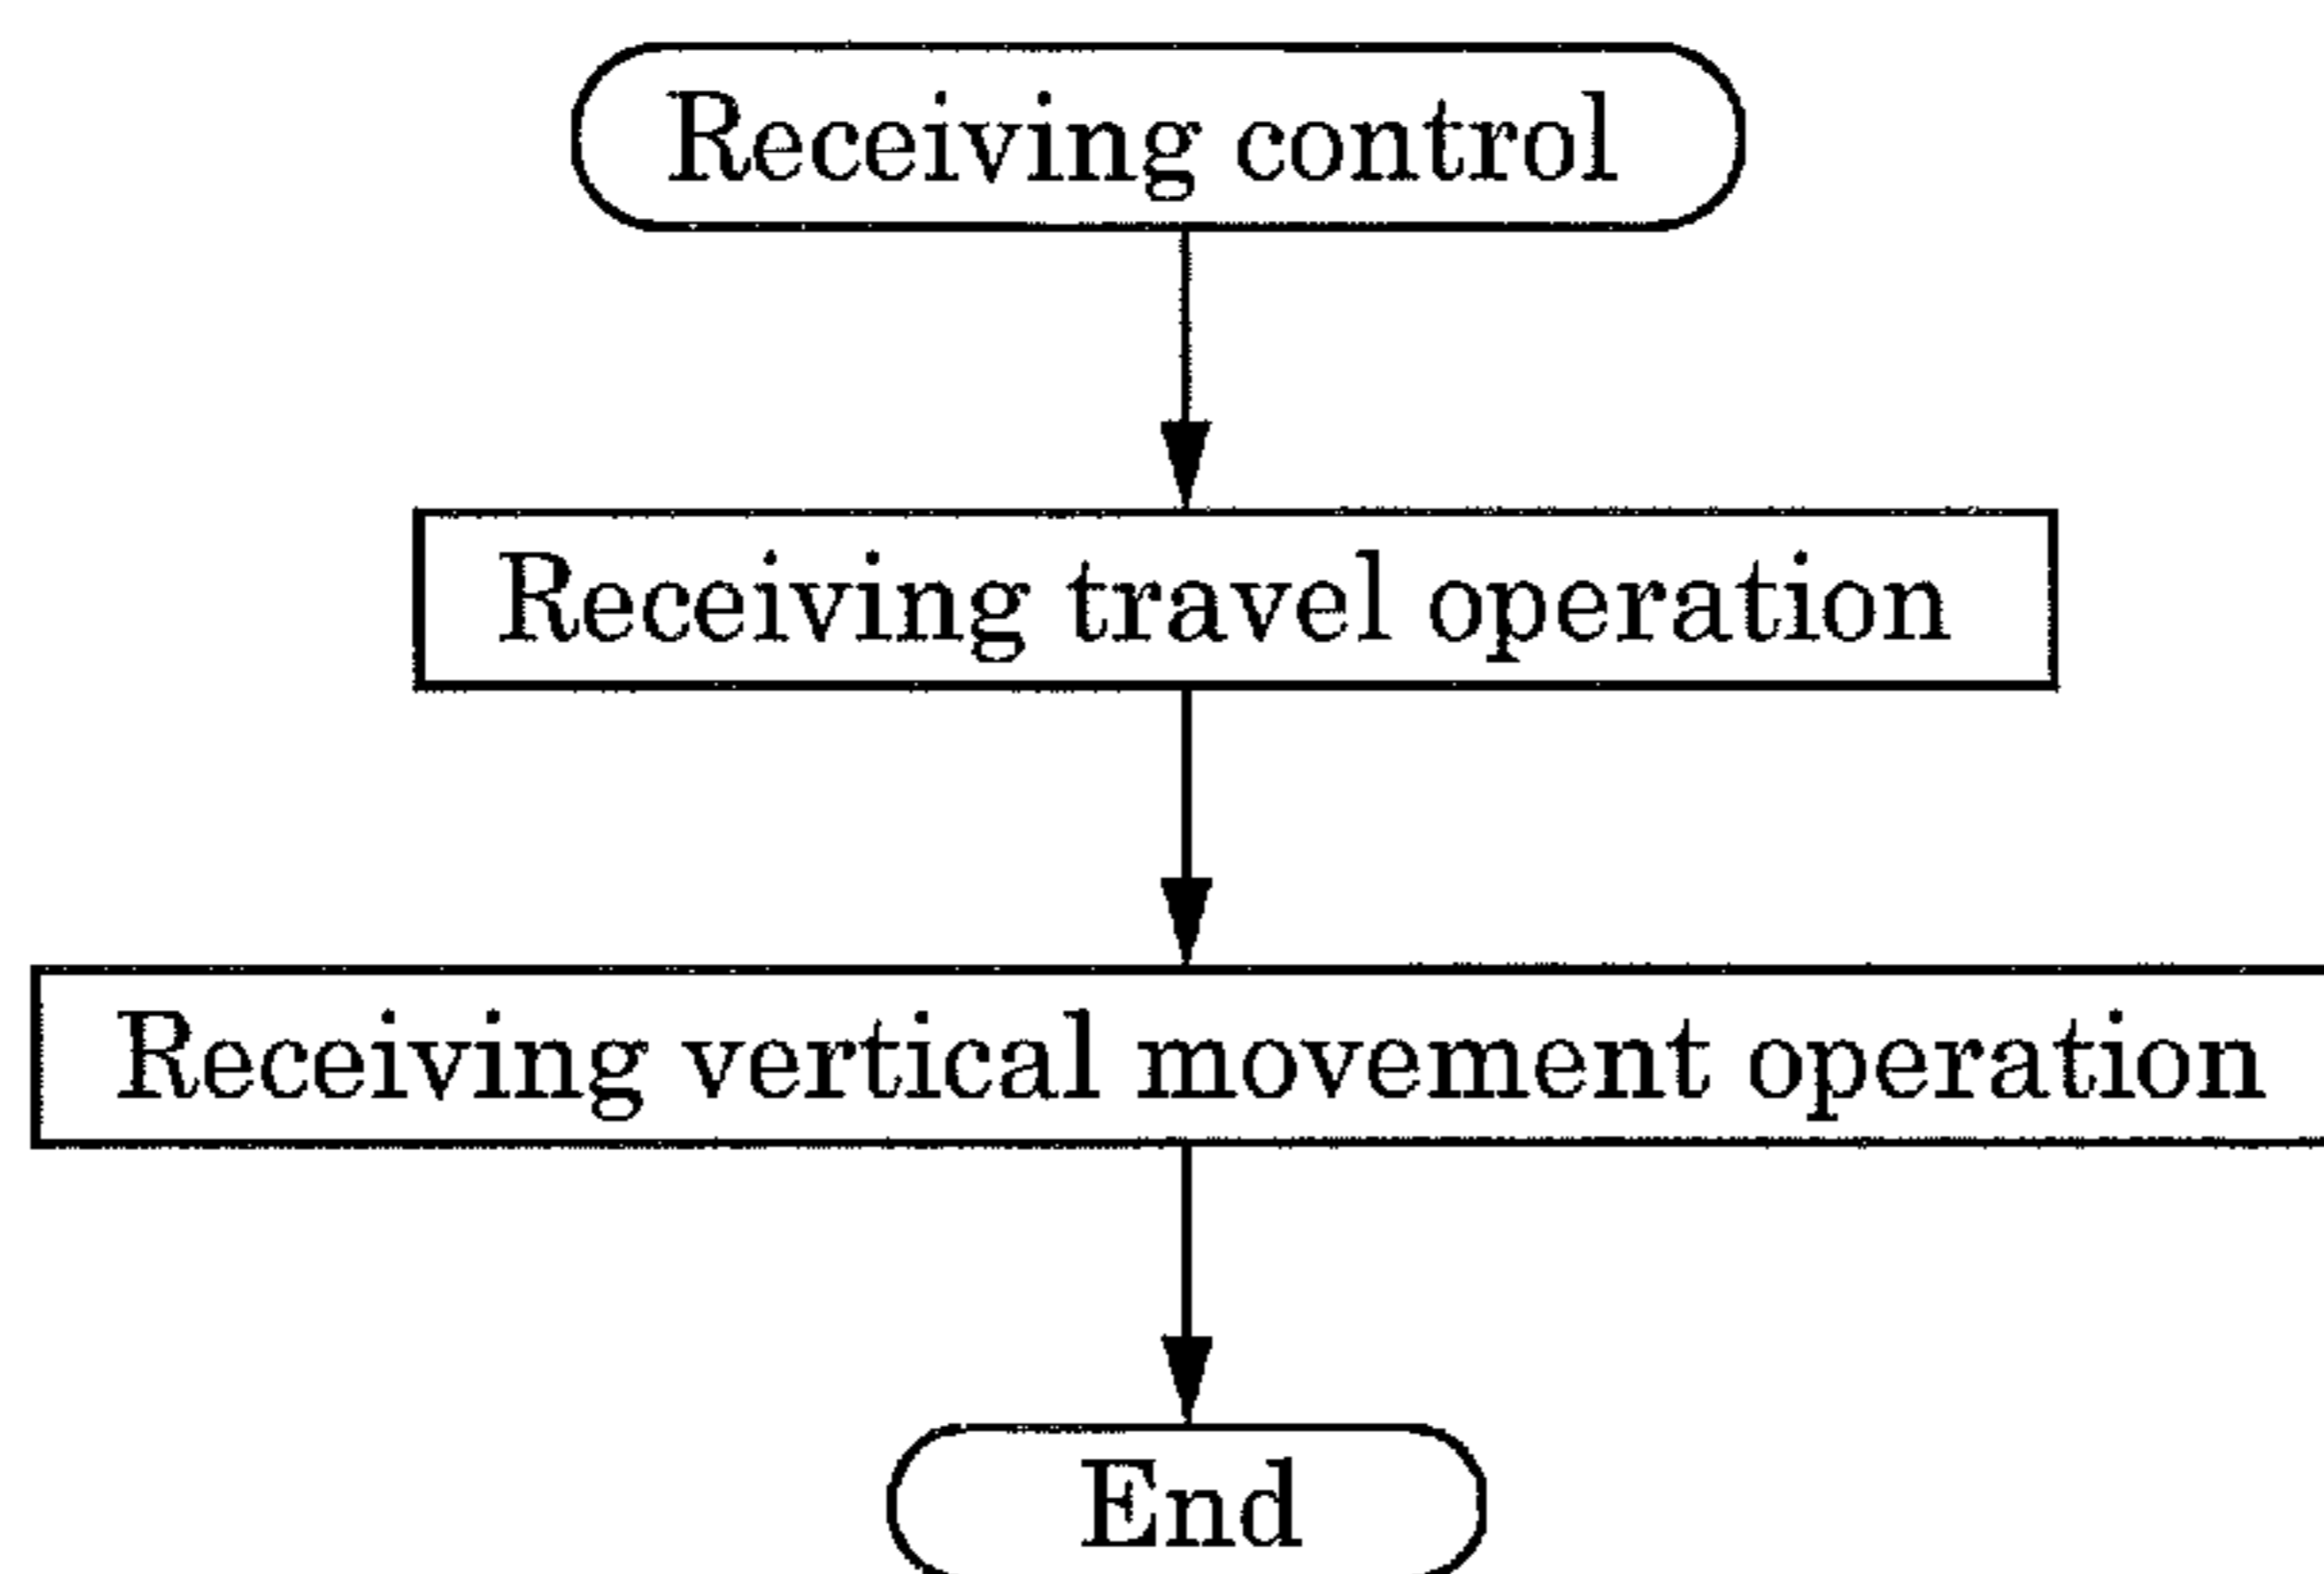 Receiving control
Receiving travel operation
Receiving vertical movement operation
End